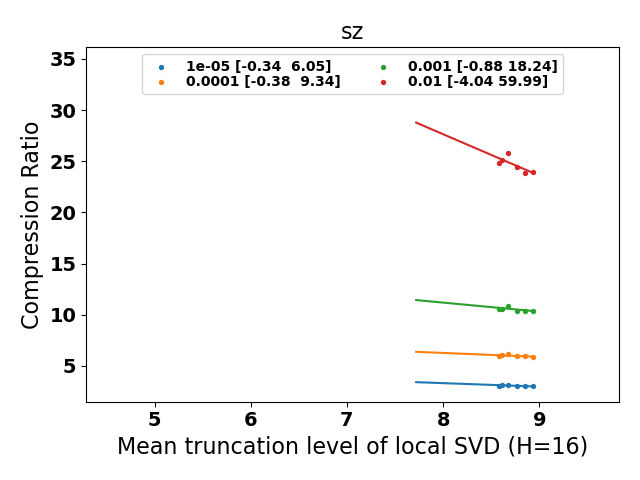 sz
1e-05 [-0.34  6.05]
0.0001 [-0.38  9.34]
0.001 [-0.88 18.24]
0.01 [-4.04 59.99]
35
30
25
20
15
10
5
Compression Ratio
5 6 7 8 9
Mean truncation level of local SVD (H=16)